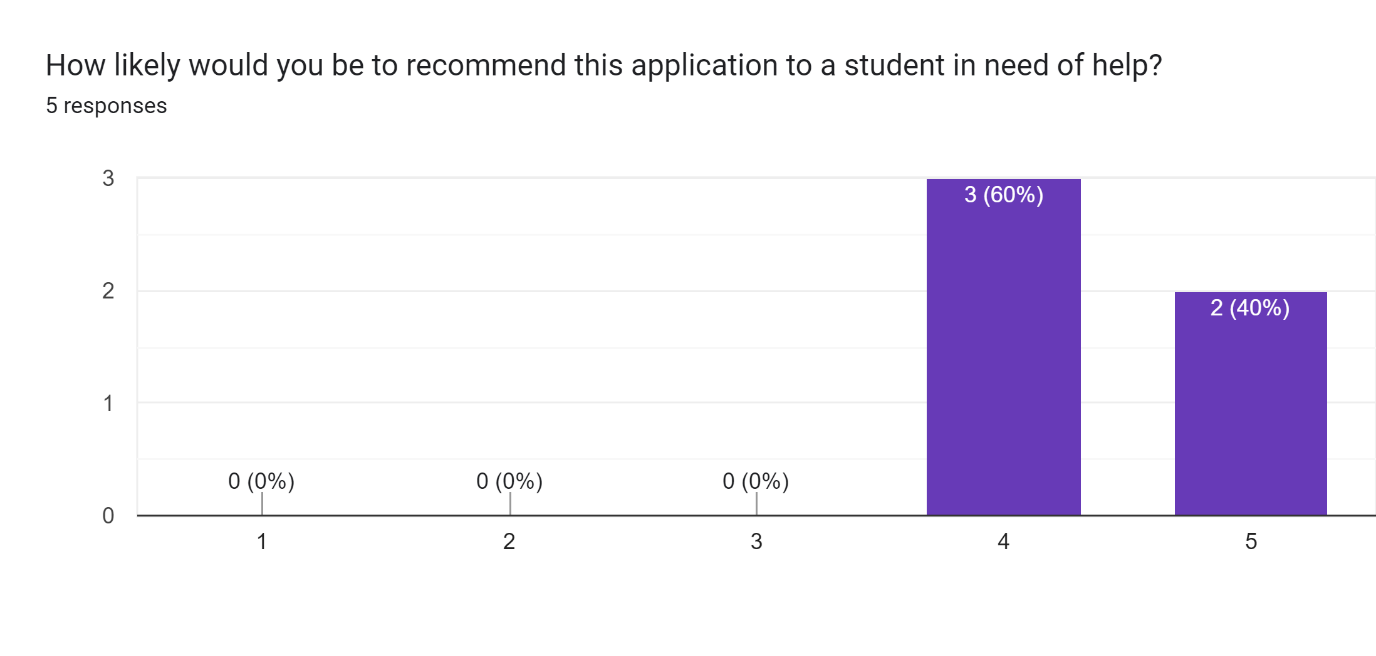 How likely would you be to recommend this application to a student in need of help?
5 responses
3
3 (60%)
2
2 (40%)
1
0 (0%) 0 (0%) 0 (0%)
0
1 2 3 4 5